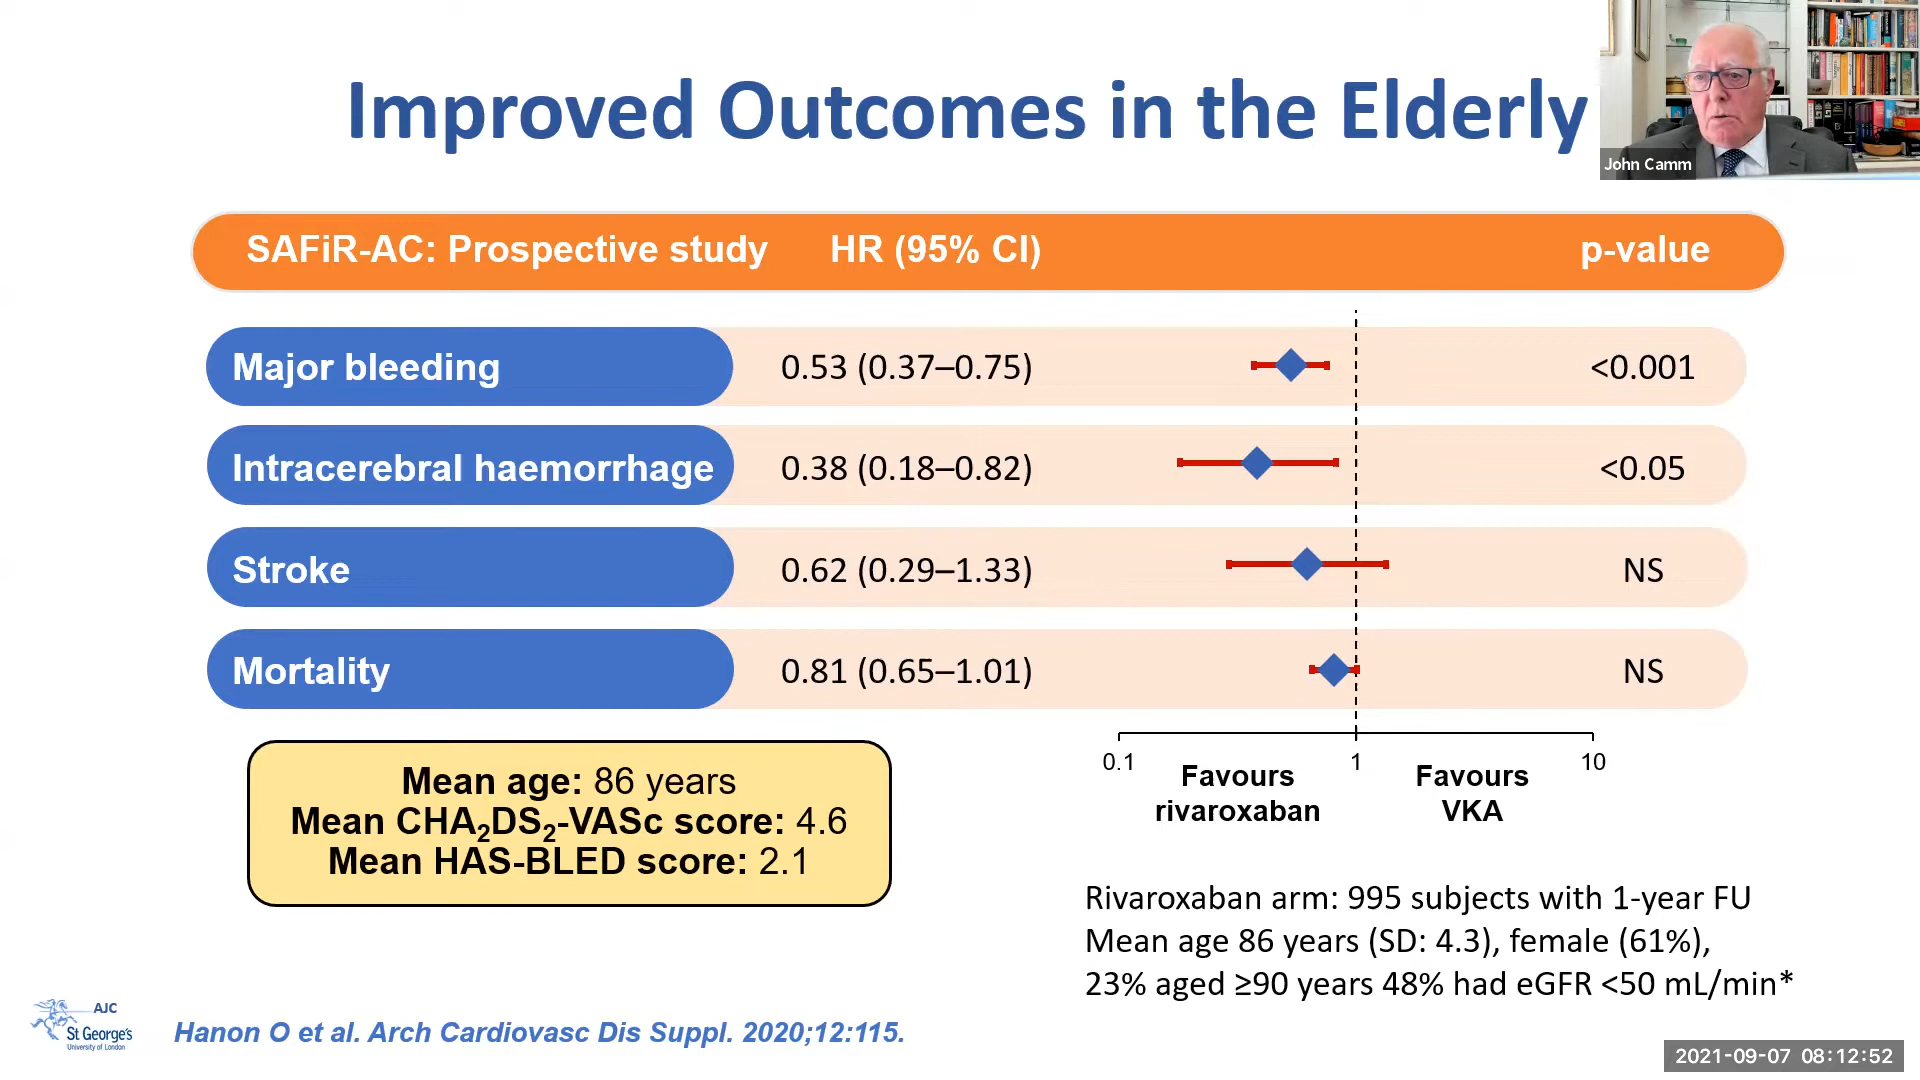 Improved Outcomes in the Elderly
John Camm
SAFiR-AC: Prospective study HR (95% CI) p-value
Major bleeding 0.53 (0.37–0.75) <0.001
Intracerebral haemorrhage 0.38 (0.18–0.82) <0.05
Stroke 0.62 (0.29–1.33) NS
Mortality 0.81 (0.65–1.01) NS
0.1 1 10
Favours rivaroxaban
Favours VKA
Mean age: 86 years
Mean CHA₂DS₂-VASc score: 4.6
Mean HAS-BLED score: 2.1
Rivaroxaban arm: 995 subjects with 1-year FU
Mean age 86 years (SD: 4.3), female (61%),
23% aged ≥90 years 48% had eGFR <50 mL/min*
AJC
St George's
University of London
Hanon O et al. Arch Cardiovasc Dis Suppl. 2020;12:115.
2021-09-07 08:12:52